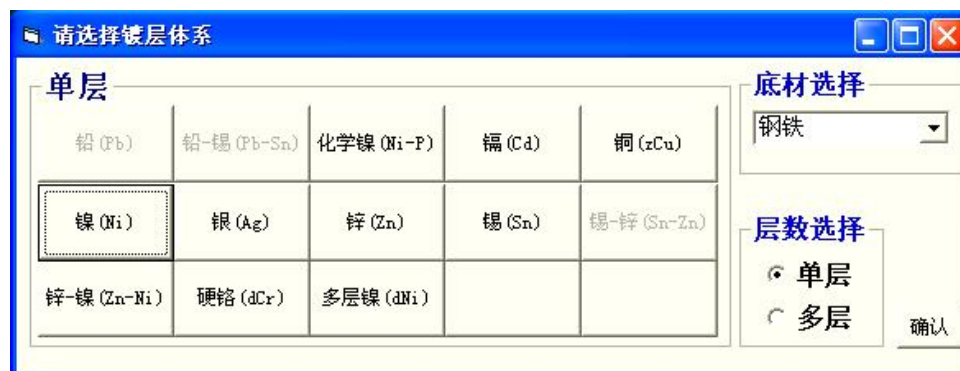 请选择镀层体系
单层
铅(Pb) 铅-锡(Pb-Sn) 化学镍(Ni-P) 镉(Cd) 铜(zCu)
镍(Ni) 银(Ag) 锌(Zn) 锡(Sn) 锡-锌(Sn-Zn)
锌-镍(Zn-Ni) 硬铬(dCr) 多层镍(dNi)
底材选择
钢铁
层数选择
单层
多层
确认